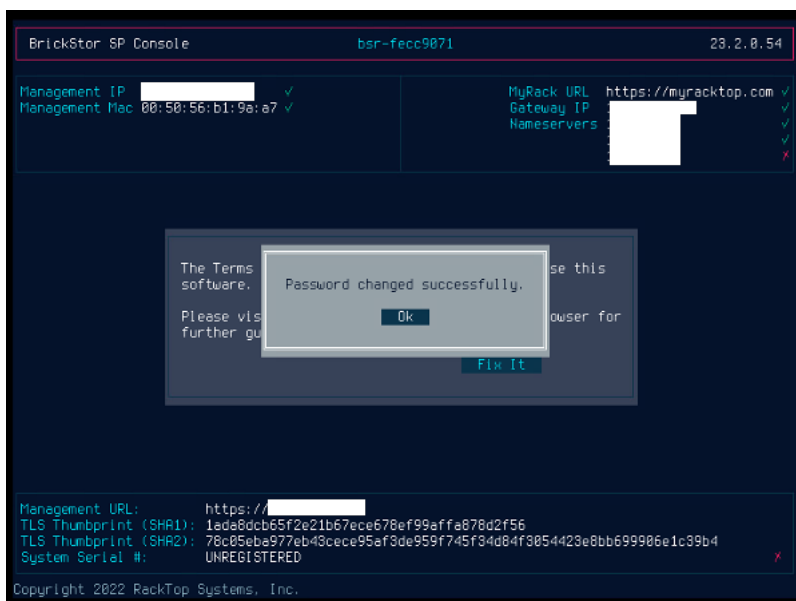 BrickStor SP Console bsr-fecc9071 23.2.0.54
Management IP ✓
Management Mac 00:50:56:b1:9a:a7 ✓
MyRack URL https://myracktop.com ✓
Gateway IP ✓
Nameservers ✓
✓
✗
The Terms se this
software.
Please vis owser for
further gu
Password changed successfully.
Ok
Fix It
Management URL: https://
TLS Thumbprint (SHA1): 1ada8dcb65f2e21b67ece678ef99affa878d2f56
TLS Thumbprint (SHA2): 78c05eba977eb43cece95af3de959f745f34d84f3054423e8bb699906e1c39b4
System Serial #: UNREGISTERED ✗
Copyright 2022 RackTop Systems, Inc.